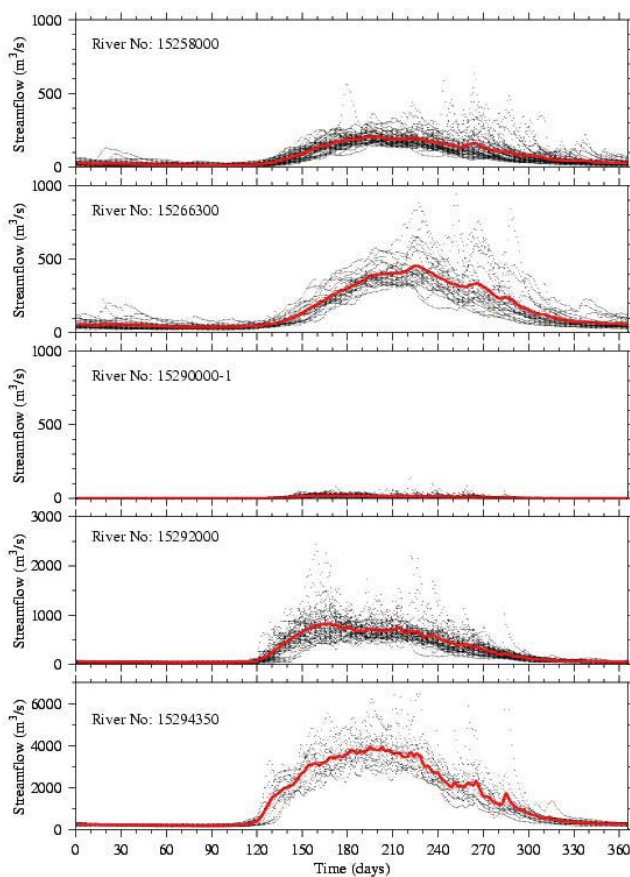 1000
River No: 15258000
500
Streamflow (m³/s)
0
1000
River No: 15266300
500
Streamflow (m³/s)
0
1000
River No: 15290000-1
500
Streamflow (m³/s)
0
3000
River No: 15292000
2000
1000
Streamflow (m³/s)
0
6000
River No: 15294350
4000
2000
Streamflow (m³/s)
0
0 30 60 90 120 150 180 210 240 270 300 330 360
Time (days)